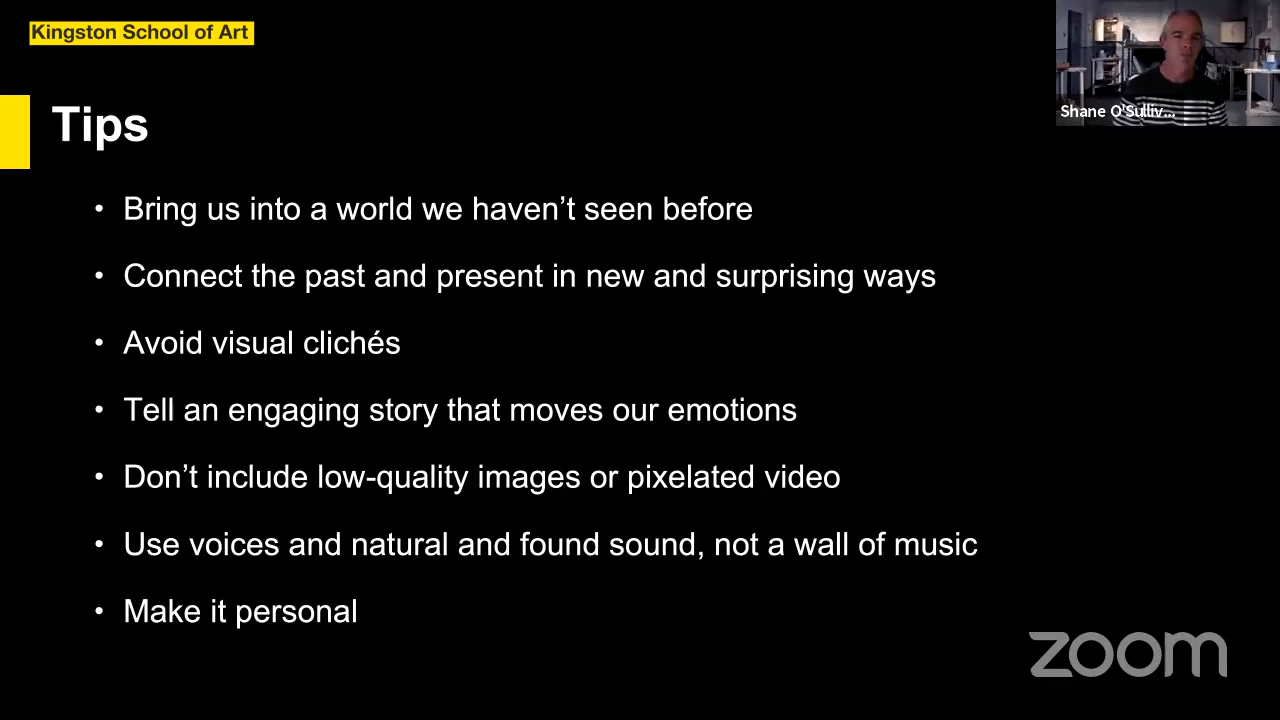 Kingston School of Art
Shane O'Sulliv...
Tips
• Bring us into a world we haven’t seen before
• Connect the past and present in new and surprising ways
• Avoid visual clichés
• Tell an engaging story that moves our emotions
• Don’t include low-quality images or pixelated video
• Use voices and natural and found sound, not a wall of music
• Make it personal
zoom